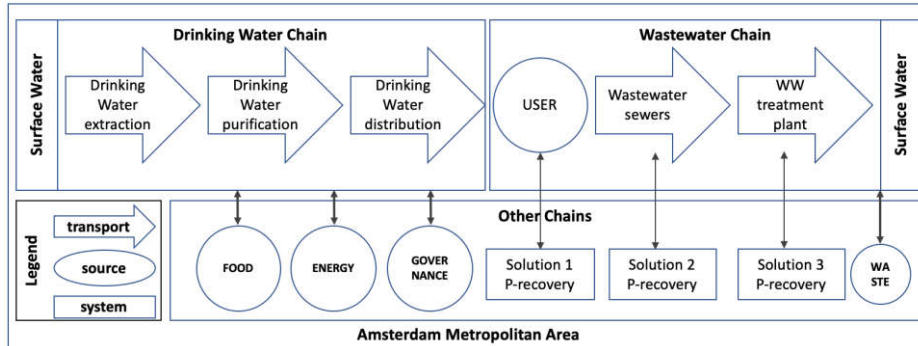 Drinking Water Chain
Wastewater Chain
Surface Water
Drinking
Water
extraction
Drinking
Water
purification
Drinking
Water
distribution
USER
Wastewater
sewers
WW
treatment
plant
Surface Water
Legend
transport
source
system
Other Chains
FOOD
ENERGY
GOVER
NANCE
Solution 1
P-recovery
Solution 2
P-recovery
Solution 3
P-recovery
WA
STE
Amsterdam Metropolitan Area